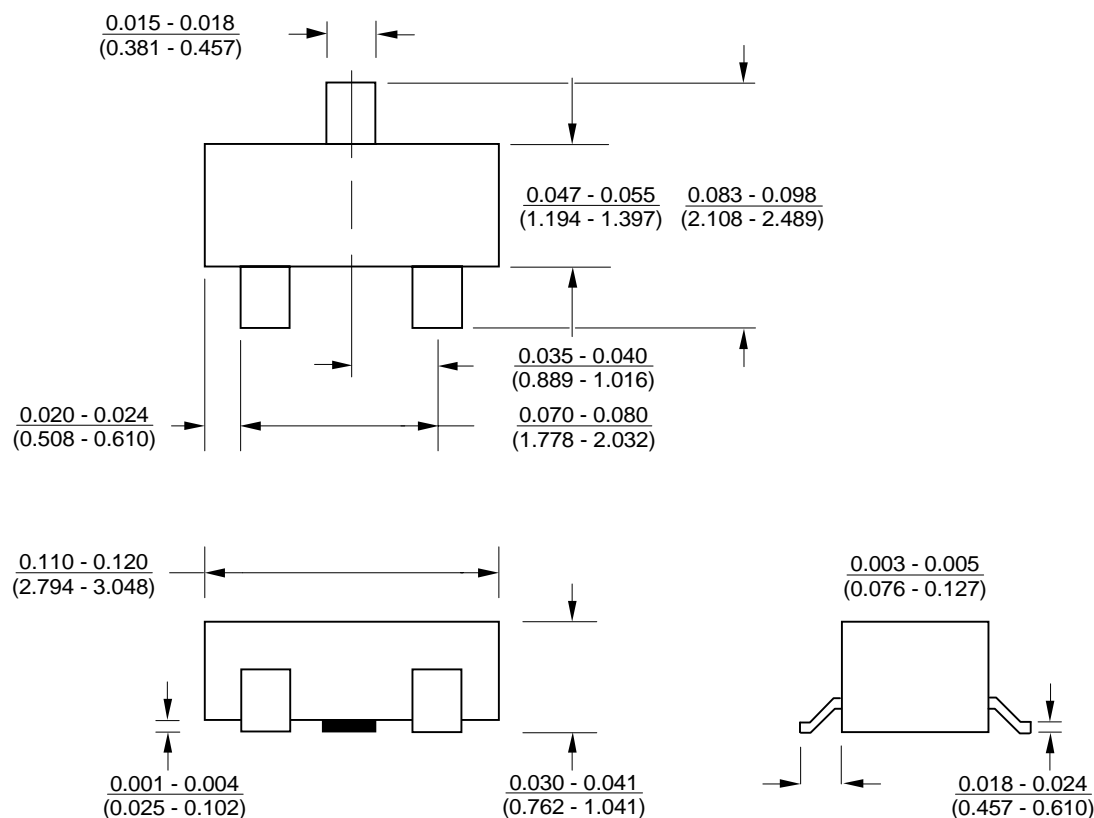 0.015 - 0.018
(0.381 - 0.457)
0.047 - 0.055
(1.194 - 1.397)
0.083 - 0.098
(2.108 - 2.489)
0.035 - 0.040
(0.889 - 1.016)
0.020 - 0.024
(0.508 - 0.610)
0.070 - 0.080
(1.778 - 2.032)
0.110 - 0.120
(2.794 - 3.048)
0.003 - 0.005
(0.076 - 0.127)
0.001 - 0.004
(0.025 - 0.102)
0.030 - 0.041
(0.762 - 1.041)
0.018 - 0.024
(0.457 - 0.610)